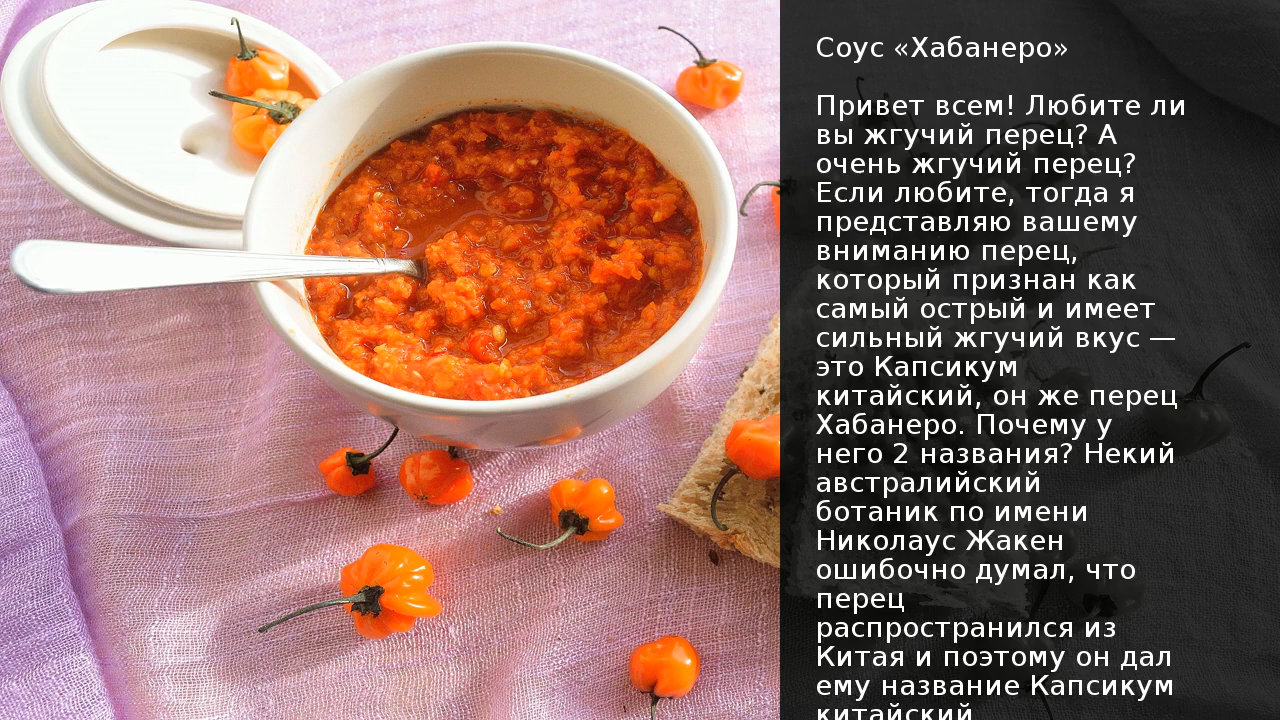 Соус «Хабанеро»
Привет всем! Любите ли
вы жгучий перец? А
очень жгучий перец?
Если любите, тогда я
представляю вашему
вниманию перец,
который признан как
самый острый и имеет
сильный жгучий вкус —
это Капсикум
китайский, он же перец
Хабанеро. Почему у
него 2 названия? Некий
австралийский
ботаник по имени
Николаус Жакен
ошибочно думал, что
перец
распространился из
Китая и поэтому он дал
ему название Капсикум
китайский